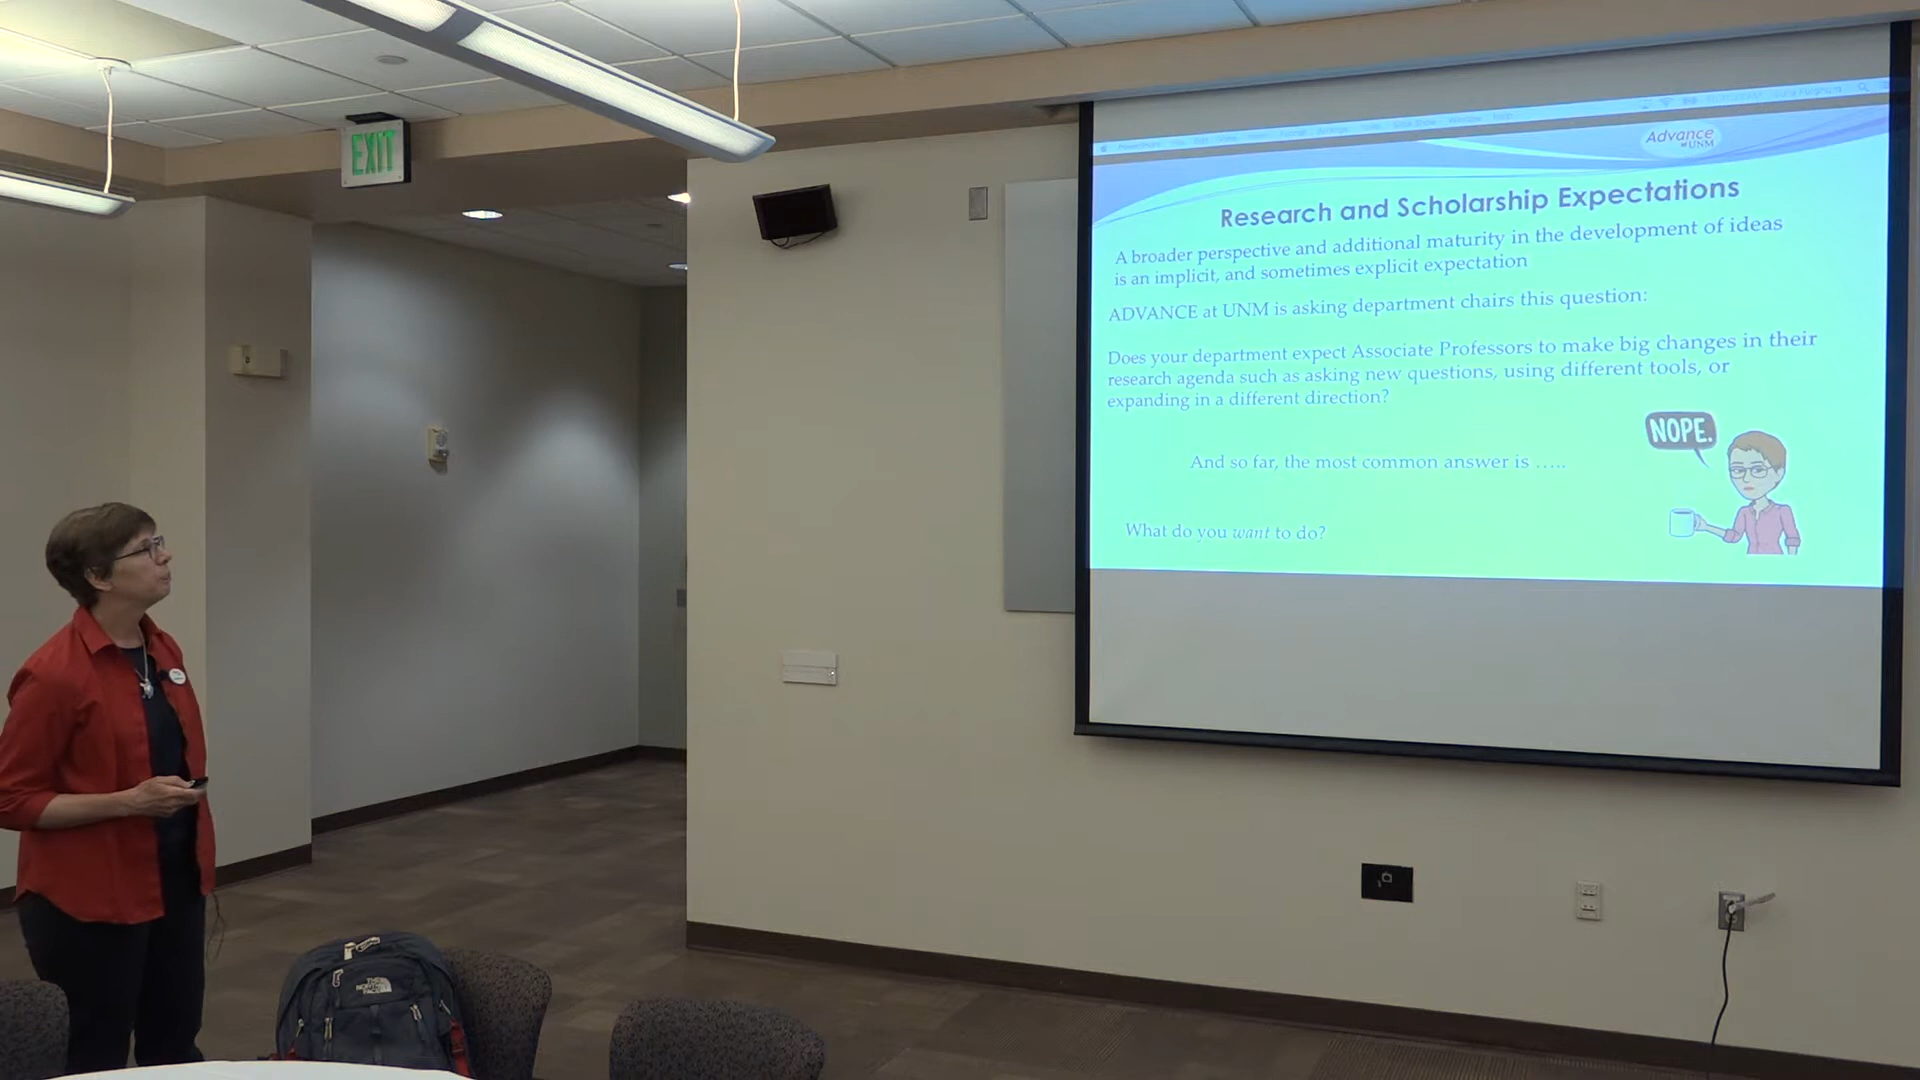 EXIT
Advance
at UNM
Research and Scholarship Expectations
A broader perspective and additional maturity in the development of ideas
is an implicit, and sometimes explicit expectation
ADVANCE at UNM is asking department chairs this question:
Does your department expect Associate Professors to make big changes in their
research agenda such as asking new questions, using different tools, or
expanding in a different direction?
NOPE.
And so far, the most common answer is .....
What do you want to do?
THE
NORTH
FACE